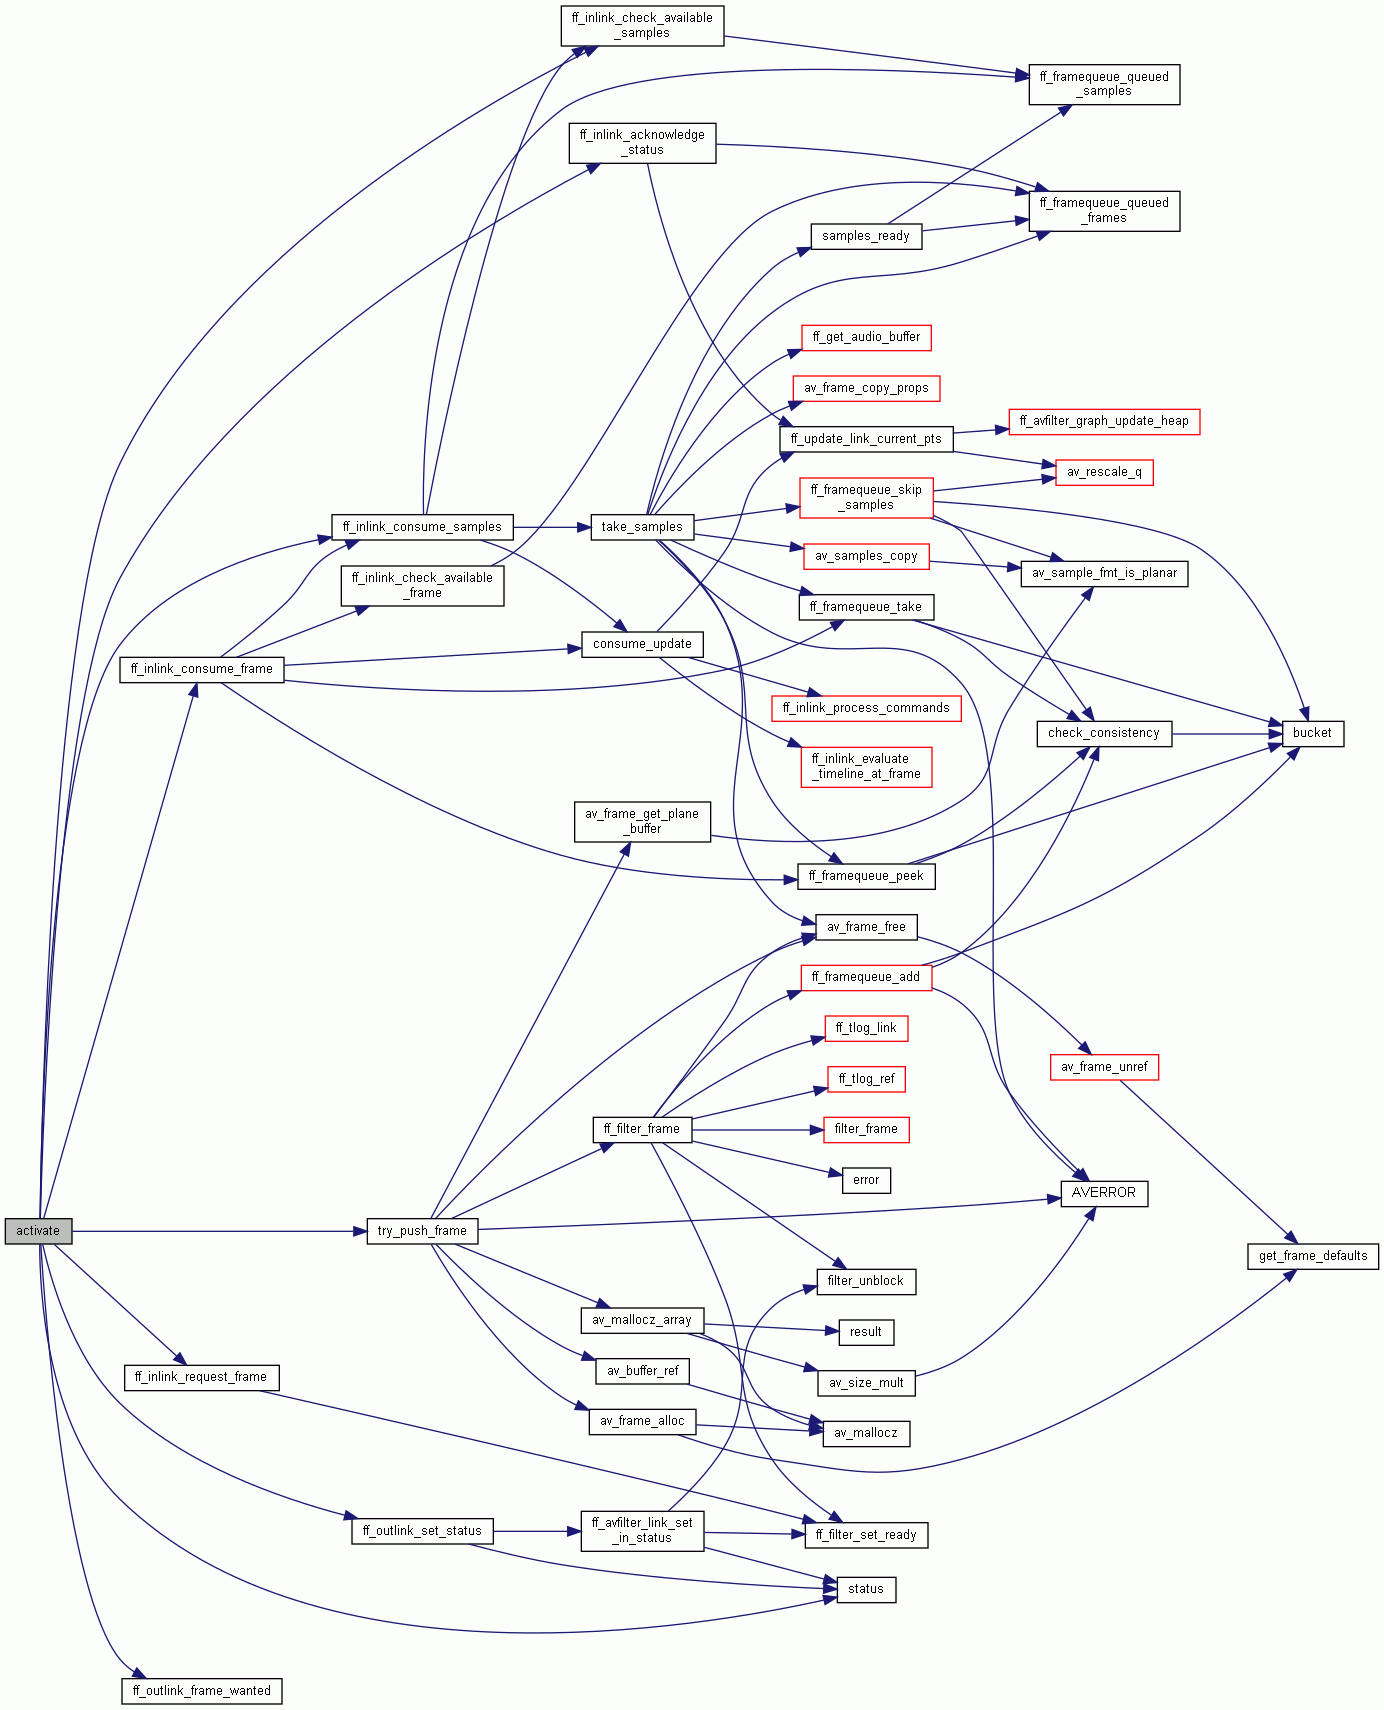 ff_inlink_check_available
_samples
ff_framequeue_queued
_samples
ff_inlink_acknowledge
_status
ff_framequeue_queued
_frames
samples_ready
ff_get_audio_buffer
av_frame_copy_props
ff_avfilter_graph_update_heap
ff_update_link_current_pts
av_rescale_q
ff_framequeue_skip
_samples
ff_inlink_consume_samples
take_samples
av_samples_copy
av_sample_fmt_is_planar
ff_inlink_check_available
_frame
ff_framequeue_take
consume_update
ff_inlink_consume_frame
ff_inlink_process_commands
check_consistency
bucket
ff_inlink_evaluate
_timeline_at_frame
av_frame_get_plane
_buffer
ff_framequeue_peek
av_frame_free
ff_framequeue_add
ff_tlog_link
av_frame_unref
ff_tlog_ref
ff_filter_frame
filter_frame
error
AVERROR
activate
try_push_frame
get_frame_defaults
filter_unblock
av_mallocz_array
result
ff_inlink_request_frame
av_buffer_ref
av_size_mult
av_frame_alloc
av_mallocz
ff_outlink_set_status
ff_avfilter_link_set
_in_status
ff_filter_set_ready
status
ff_outlink_frame_wanted